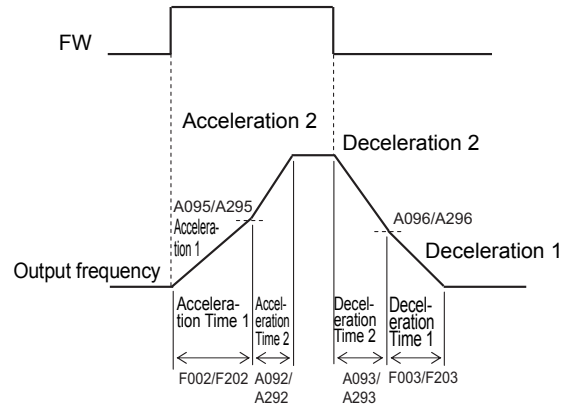 FW
Acceleration 2
Deceleration 2
A095/A295
Accelera-
tion 1
A096/A296
Deceleration 1
Output frequency
Accelera-
tion Time 1
Accel-
eration
Time 2
Decel-
eration
Time 2
Decel-
eration
Time 1
F002/F202
A092/
A292
A093/
A293
F003/F203